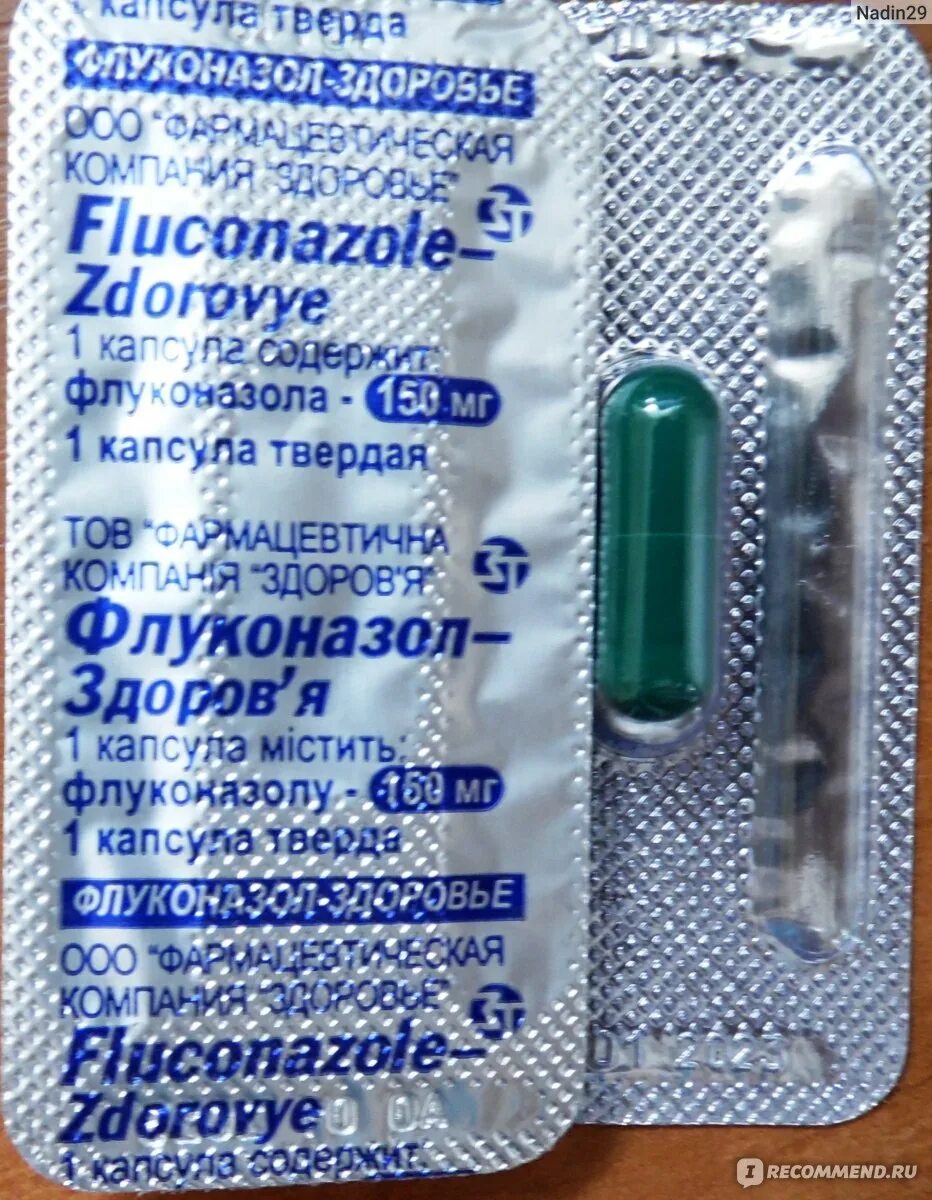 Nadin29
1 капсула тверда
ФЛУКОНАЗОЛ-ЗДОРОВЬЕ
ООО "ФАРМАЦЕВТИЧЕСКАЯ
КОМПАНИЯ "ЗДОРОВЬЕ"
Fluconazole–
Zdorovye
1 капсула содержит:
флуконазола - 150 мг
1 капсула твердая
ТОВ "ФАРМАЦЕВТИЧНА
КОМПАНІЯ "ЗДОРОВ'Я"
Флуконазол–
Здоров'я
1 капсула містить:
флуконазолу - 150 мг
1 капсула тверда
ФЛУКОНАЗОЛ-ЗДОРОВЬЕ
ООО "ФАРМАЦЕВТИЧЕСКАЯ
КОМПАНИЯ "ЗДОРОВЬЕ"
Fluconazole–
Zdorovye
1 капсула содержит:
IRECOMMEND.RU